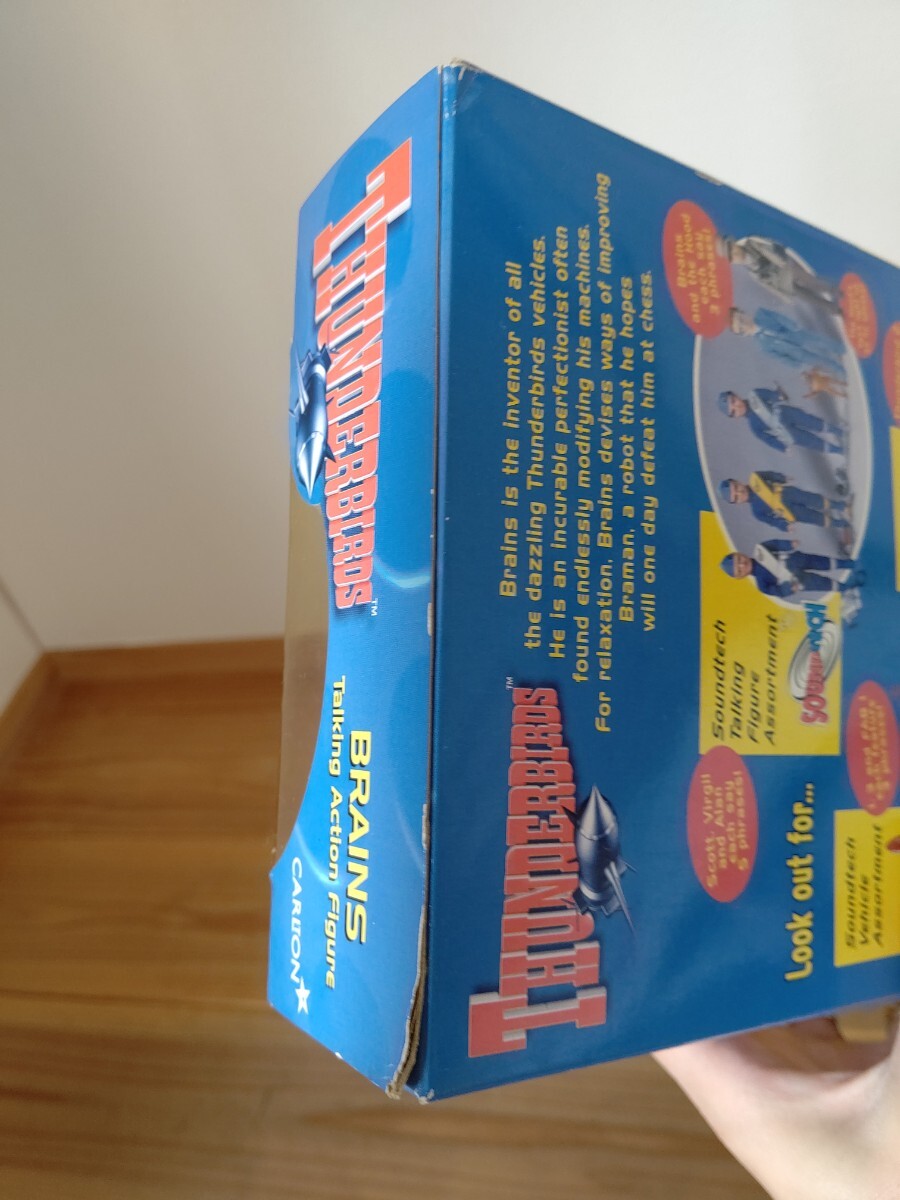 THUNDERBIRDS™
BRAINS
Talking Action Figure
CARLTON
THUNDERBIRDS™
Brains is the inventor of all
the dazzling Thunderbirds vehicles.
He is an incurable perfectionist often
found endlessly modifying his machines.
For relaxation, Brains devises ways of improving
Braman, a robot that he hopes
will one day defeat him at chess.
Look out for...
Scott, Virgil
and Alan
each say
5 phrases!
Soundtech
Talking
Figure
Assortment
SOUNDTECH
Brains
and the Hood
each say
3 phrases!
Soundtech
Vehicle
Assortment